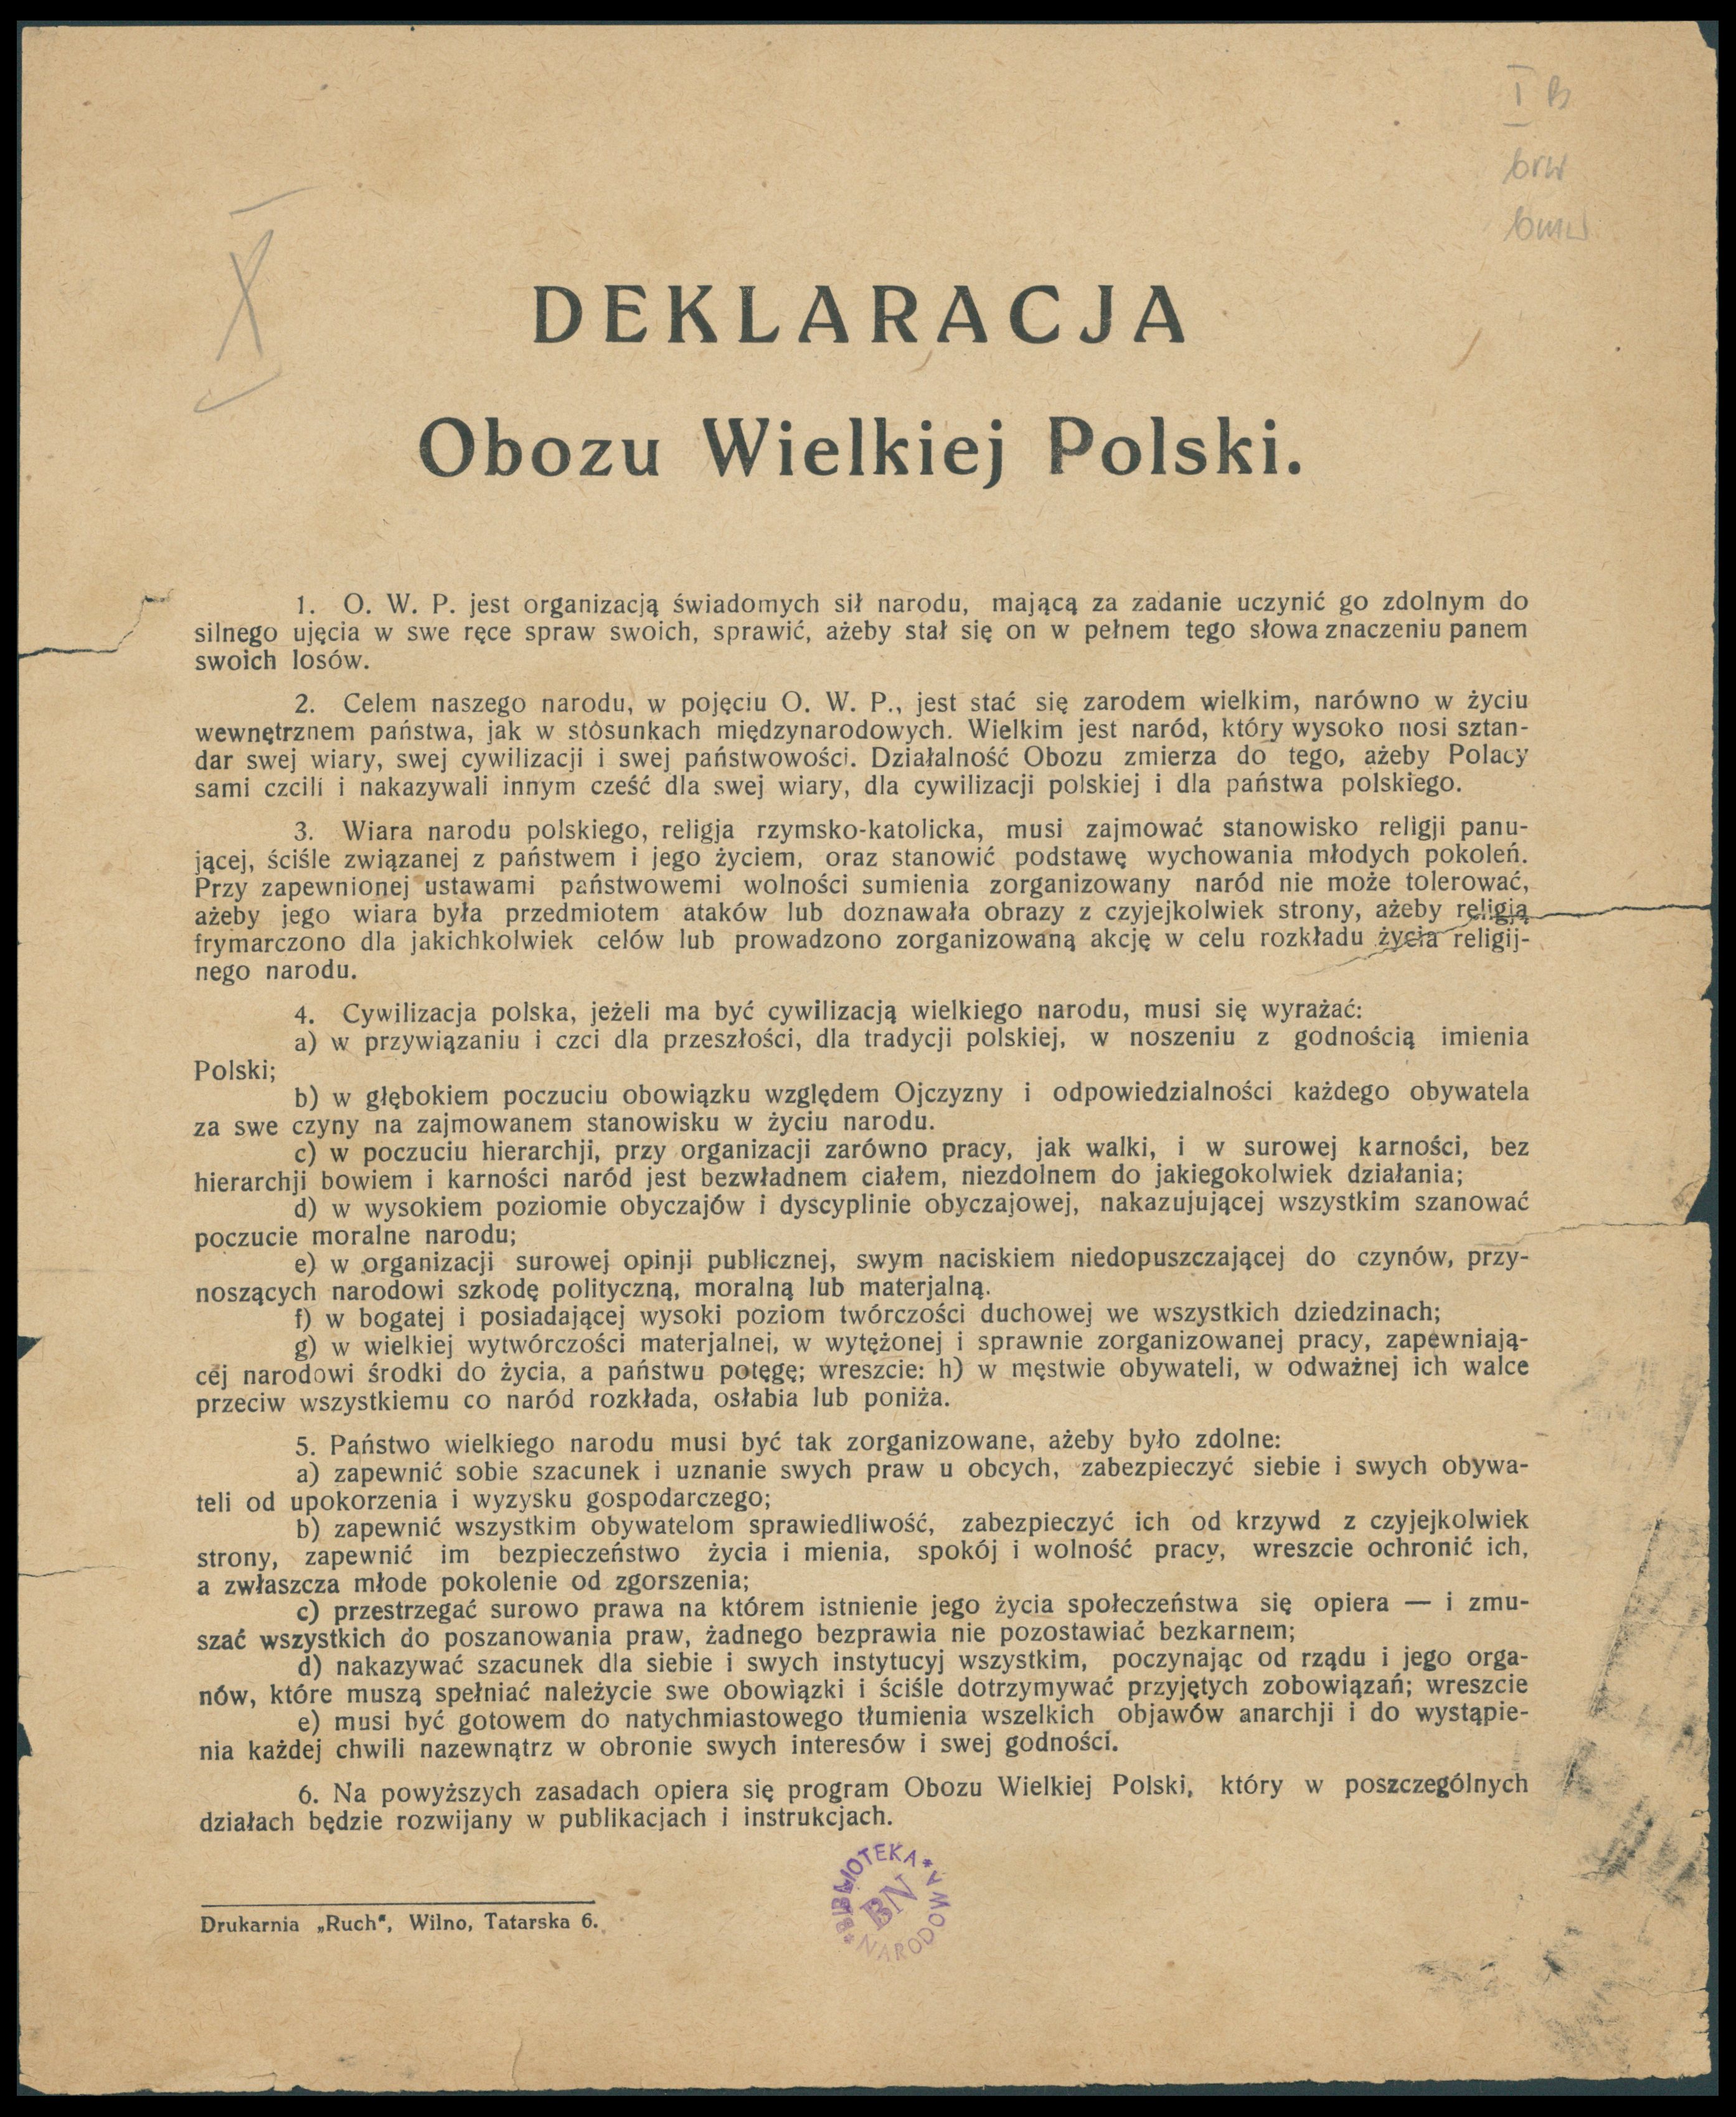 I B
brw
bmw
X
DEKLARACJA
Obozu Wielkiej Polski.
1. O. W. P. jest organizacją świadomych sił narodu, mającą za zadanie uczynić go zdolnym do
silnego ujęcia w swe ręce spraw swoich, sprawić, ażeby stał się on w pełnem tego słowa znaczeniu panem
swoich losów.
2. Celem naszego narodu, w pojęciu O. W. P., jest stać się zarodem wielkim, narówno w życiu
wewnętrznem państwa, jak w stósunkach międzynarodowych. Wielkim jest naród, który wysoko nosi sztan-
dar swej wiary, swej cywilizacji i swej państwowości. Działalność Obozu zmierza do tego, ażeby Polacy
sami czcili i nakazywali innym cześć dla swej wiary, dla cywilizacji polskiej i dla państwa polskiego.
3. Wiara narodu polskiego, religja rzymsko-katolicka, musi zajmować stanowisko religji panu-
jącej, ściśle związanej z państwem i jego życiem, oraz stanowić podstawę wychowania młodych pokoleń.
Przy zapewnionej ustawami państwowemi wolności sumienia zorganizowany naród nie może tolerować,
ażeby jego wiara była przedmiotem ataków lub doznawała obrazy z czyjejkolwiek strony, ażeby religią
frymarczono dla jakichkolwiek celów lub prowadzono zorganizowaną akcję w celu rozkładu życia religij-
nego narodu.
4. Cywilizacja polska, jeżeli ma być cywilizacją wielkiego narodu, musi się wyrażać:
a) w przywiązaniu i czci dla przeszłości, dla tradycji polskiej, w noszeniu z godnością imienia
Polski;
b) w głębokiem poczuciu obowiązku względem Ojczyzny i odpowiedzialności każdego obywatela
za swe czyny na zajmowanem stanowisku w życiu narodu.
c) w poczuciu hierarchji, przy organizacji zarówno pracy, jak walki, i w surowej karności, bez
hierarchji bowiem i karności naród jest bezwładnem ciałem, niezdolnem do jakiegokolwiek działania;
d) w wysokiem poziomie obyczajów i dyscyplinie obyczajowej, nakazujującej wszystkim szanować
poczucie moralne narodu;
e) w organizacji surowej opinji publicznej, swym naciskiem niedopuszczającej do czynów, przy-
noszących narodowi szkodę polityczną, moralną lub materjalną.
f) w bogatej i posiadającej wysoki poziom twórczości duchowej we wszystkich dziedzinach;
g) w wielkiej wytwórczości materjalnej, w wytężonej i sprawnie zorganizowanej pracy, zapewniają-
cej narodowi środki do życia, a państwu potęgę; wreszcie: h) w męstwie obywateli, w odważnej ich walce
przeciw wszystkiemu co naród rozkłada, osłabia lub poniża.
5. Państwo wielkiego narodu musi być tak zorganizowane, ażeby było zdolne:
a) zapewnić sobie szacunek i uznanie swych praw u obcych, zabezpieczyć siebie i swych obywa-
teli od upokorzenia i wyzysku gospodarczego;
b) zapewnić wszystkim obywatelom sprawiedliwość, zabezpieczyć ich od krzywd z czyjejkolwiek
strony, zapewnić im bezpieczeństwo życia i mienia, spokój i wolność pracy, wreszcie ochronić ich,
a zwłaszcza młode pokolenie od zgorszenia;
c) przestrzegać surowo prawa na którem istnienie jego życia społeczeństwa się opiera — i zmu-
szać wszystkich do poszanowania praw, żadnego bezprawia nie pozostawiać bezkarnem;
d) nakazywać szacunek dla siebie i swych instytucyj wszystkim, poczynając od rządu i jego orga-
nów, które muszą spełniać należycie swe obowiązki i ściśle dotrzymywać przyjętych zobowiązań; wreszcie
e) musi być gotowem do natychmiastowego tłumienia wszelkich objawów anarchji i do wystąpie-
nia każdej chwili nazewnątrz w obronie swych interesów i swej godności.
6. Na powyższych zasadach opiera się program Obozu Wielkiej Polski, który w poszczególnych
działach będzie rozwijany w publikacjach i instrukcjach.
BIBLIOTEKA
NARODOWA
BN
Drukarnia „Ruch", Wilno, Tatarska 6.